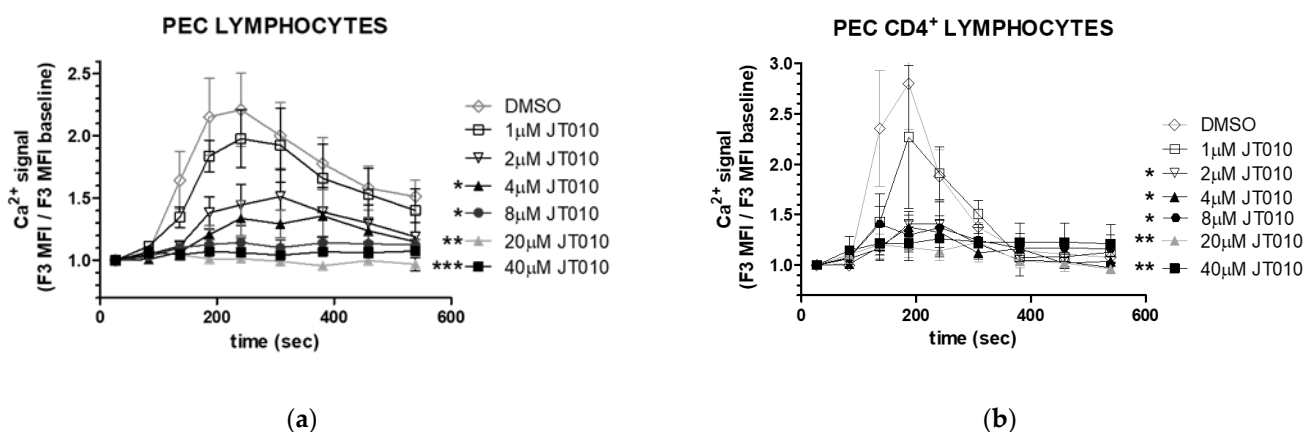 PEC LYMPHOCYTES
Ca²⁺ signal
(F3 MFI / F3 MFI baseline)
2.5
2.0
1.5
1.0
0
200
400
600
time (sec)
DMSO
1μM JT010
2μM JT010
* 4μM JT010
* 8μM JT010
** 20μM JT010
*** 40μM JT010
(a)
PEC CD4⁺ LYMPHOCYTES
Ca²⁺ signal
(F3 MFI / F3 MFI baseline)
3.0
2.5
2.0
1.5
1.0
0
200
400
600
time (sec)
DMSO
1μM JT010
* 2μM JT010
* 4μM JT010
* 8μM JT010
** 20μM JT010
** 40μM JT010
(b)